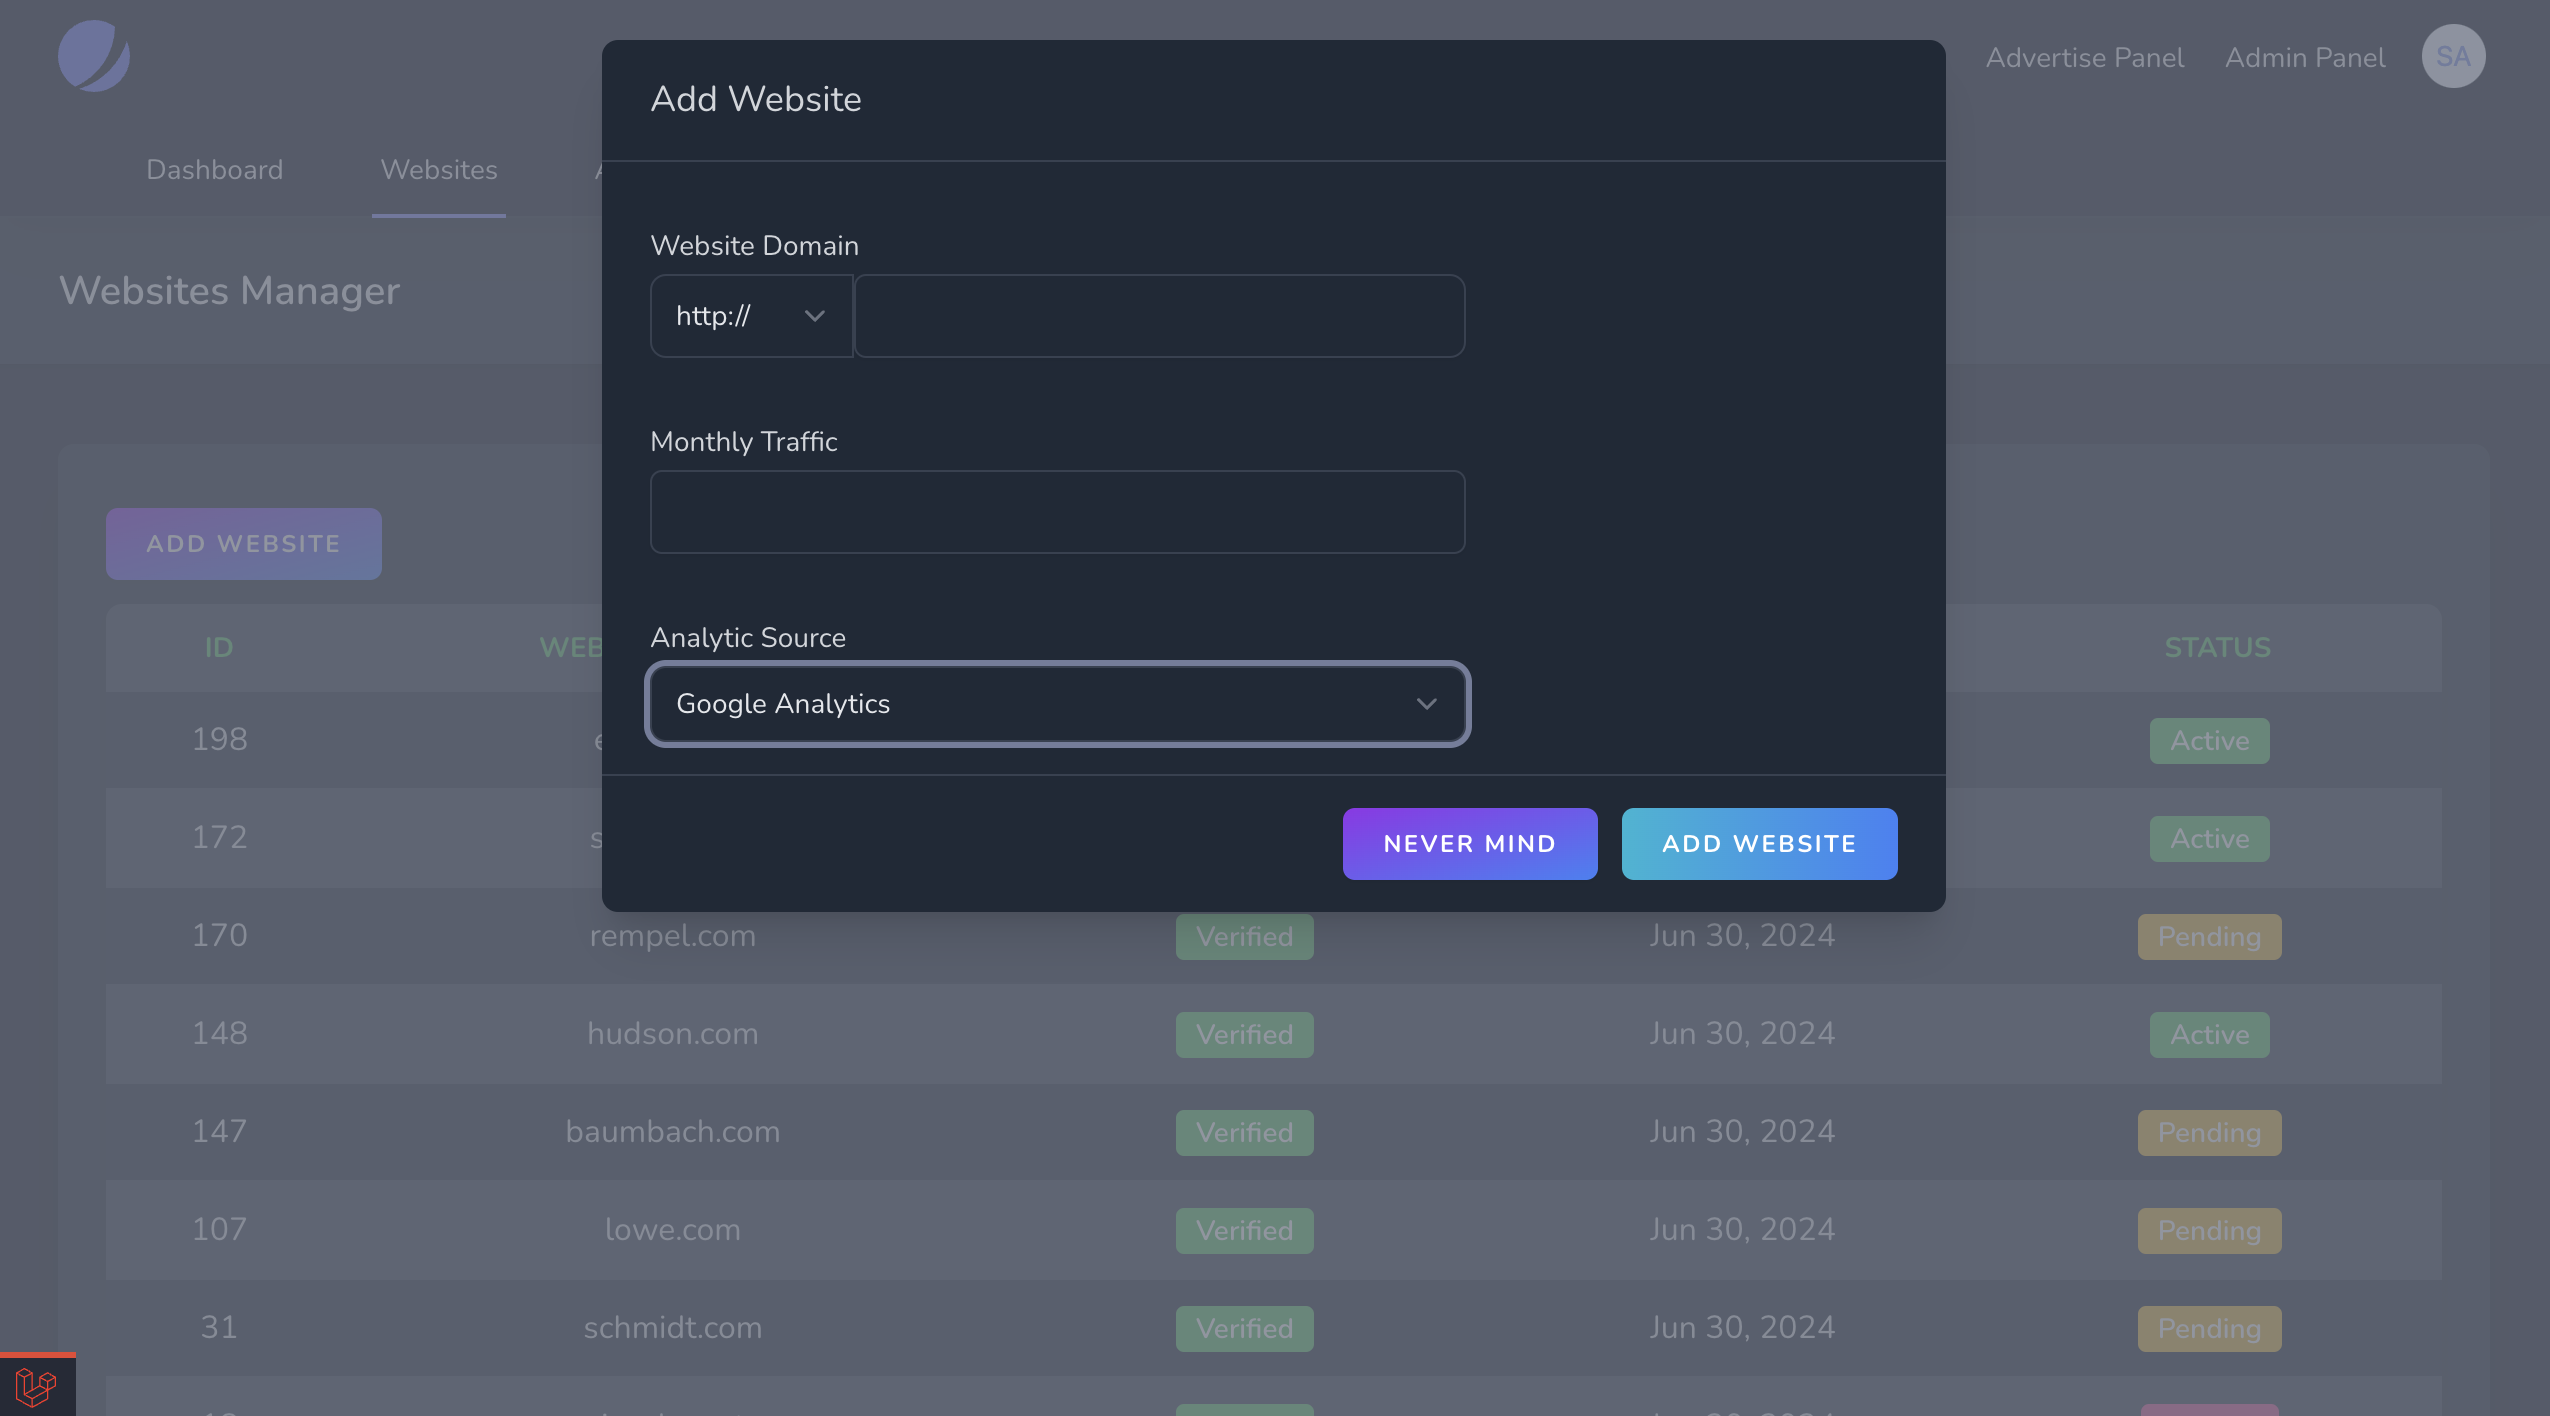 Advertise Panel Admin Panel SA
Add Website
Dashboard Websites
Website Domain
Websites Manager
http://
Monthly Traffic
ADD WEBSITE
Analytic Source
ID STATUS
Google Analytics
198 Active
172 Active
NEVER MIND ADD WEBSITE
170 rempel.com Verified Jun 30, 2024 Pending
148 hudson.com Verified Jun 30, 2024 Active
147 baumbach.com Verified Jun 30, 2024 Pending
107 lowe.com Verified Jun 30, 2024 Pending
31 schmidt.com Verified Jun 30, 2024 Pending